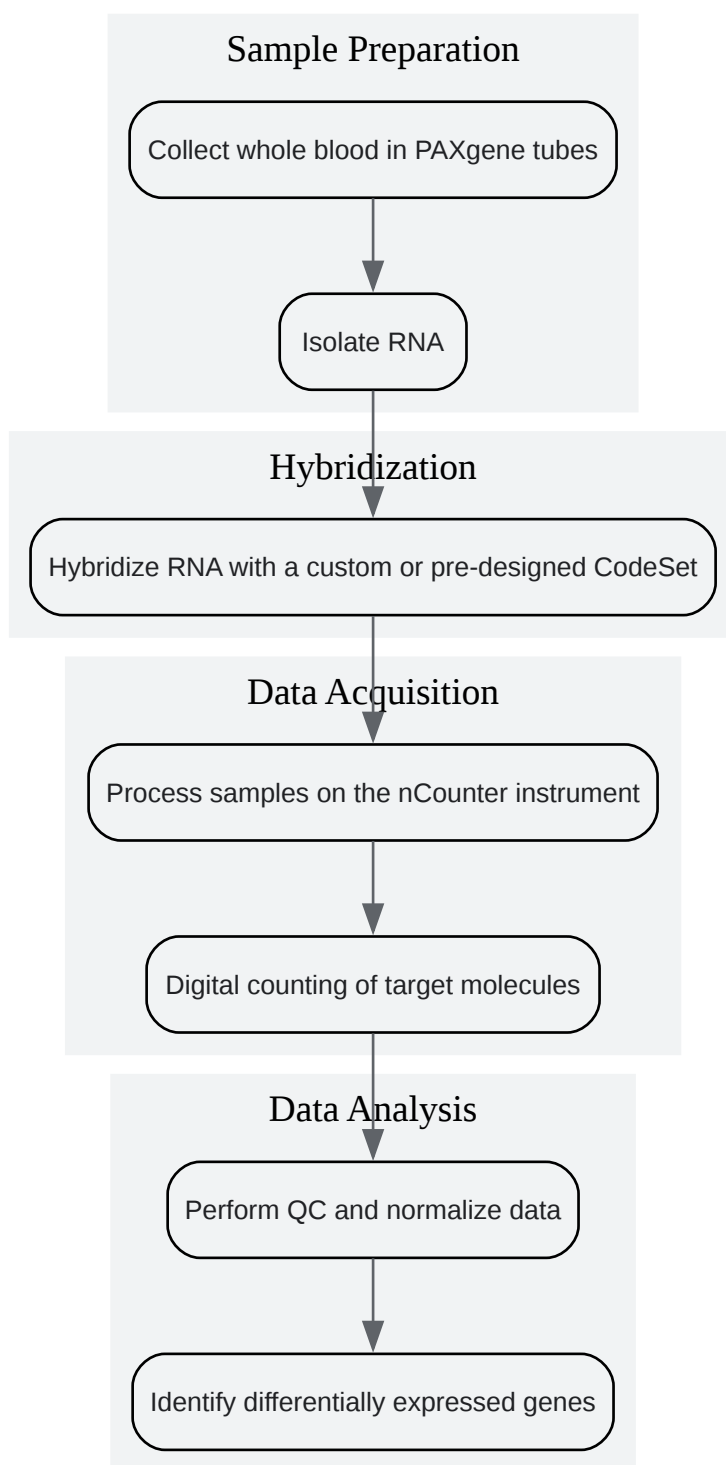 Sample Preparation
Collect whole blood in PAXgene tubes
Isolate RNA
Hybridization
Hybridize RNA with a custom or pre-designed CodeSet
Data Acquisition
Process samples on the nCounter instrument
Digital counting of target molecules
Data Analysis
Perform QC and normalize data
Identify differentially expressed genes